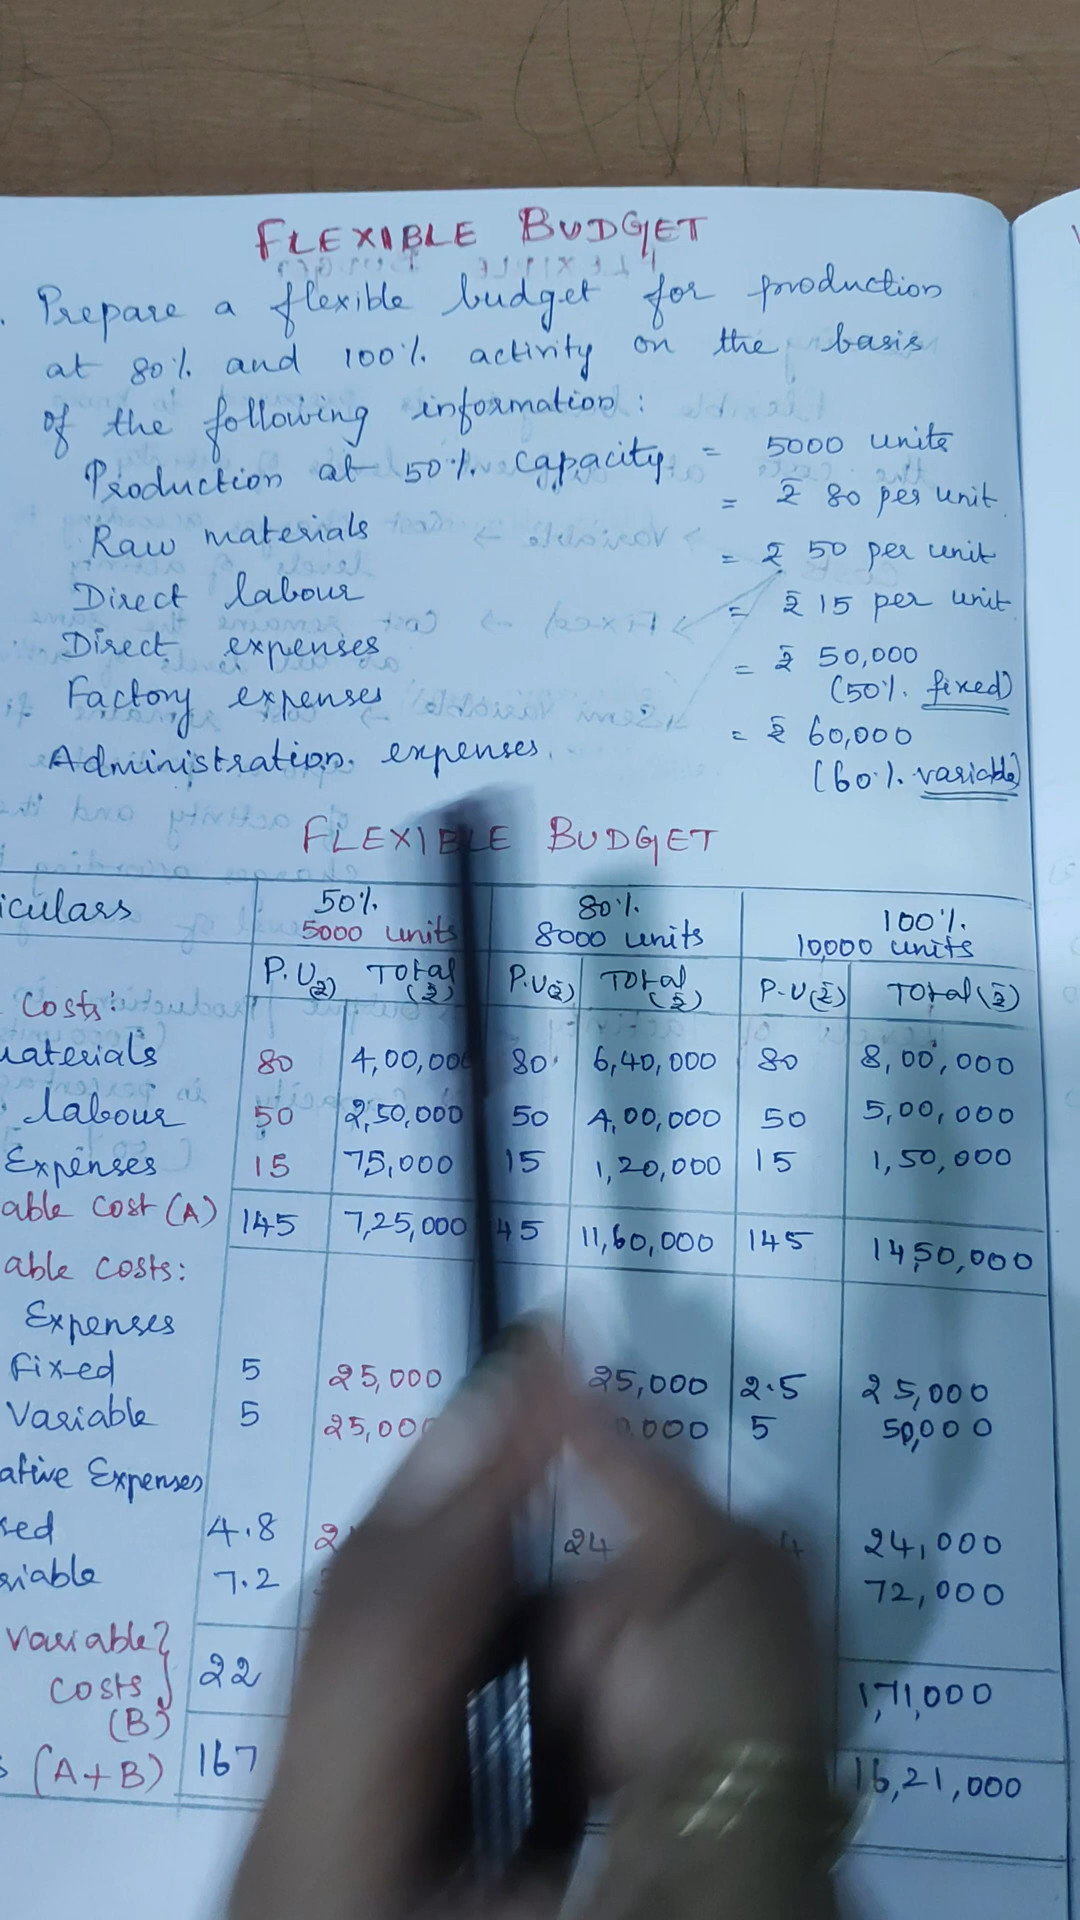 FLEXIBLE BUDGET
. Prepare a flexible budget for production
at 80% and 100% activity on the basis
of the following information:
Production at 50% capacity = 5000 units
Raw materials = ₹ 80 per unit.
Direct labour = ₹ 50 per unit
Direct expenses = ₹ 15 per unit
Factory expenses = ₹ 50,000
(50% fixed)
Administration expenses. = ₹ 60,000
(60% variable)
FLEXIBLE BUDGET
iculars 50% 80% 100%
5000 units 8000 units 10,000 units
P.U(₹) Total (₹) P.U(₹) Total (₹) P.U(₹) Total (₹)
Costs:
aterials 80 4,00,000 80 6,40,000 80 8,00,000
labour 50 2,50,000 50 4,00,000 50 5,00,000
Expenses 15 75,000 15 1,20,000 15 1,50,000
able Cost (A) 145 7,25,000 45 11,60,000 145 14,50,000
able costs:
Expenses
Fixed 5 25,000 25,000 2.5 25,000
Variable 5 25,000 0,000 5 50,000
ative Expenses
xed 4.8 24 24,000
riable 7.2 72,000
Variable }
Costs 22 1,71,000
(B)
s (A+B) 167 16,21,000